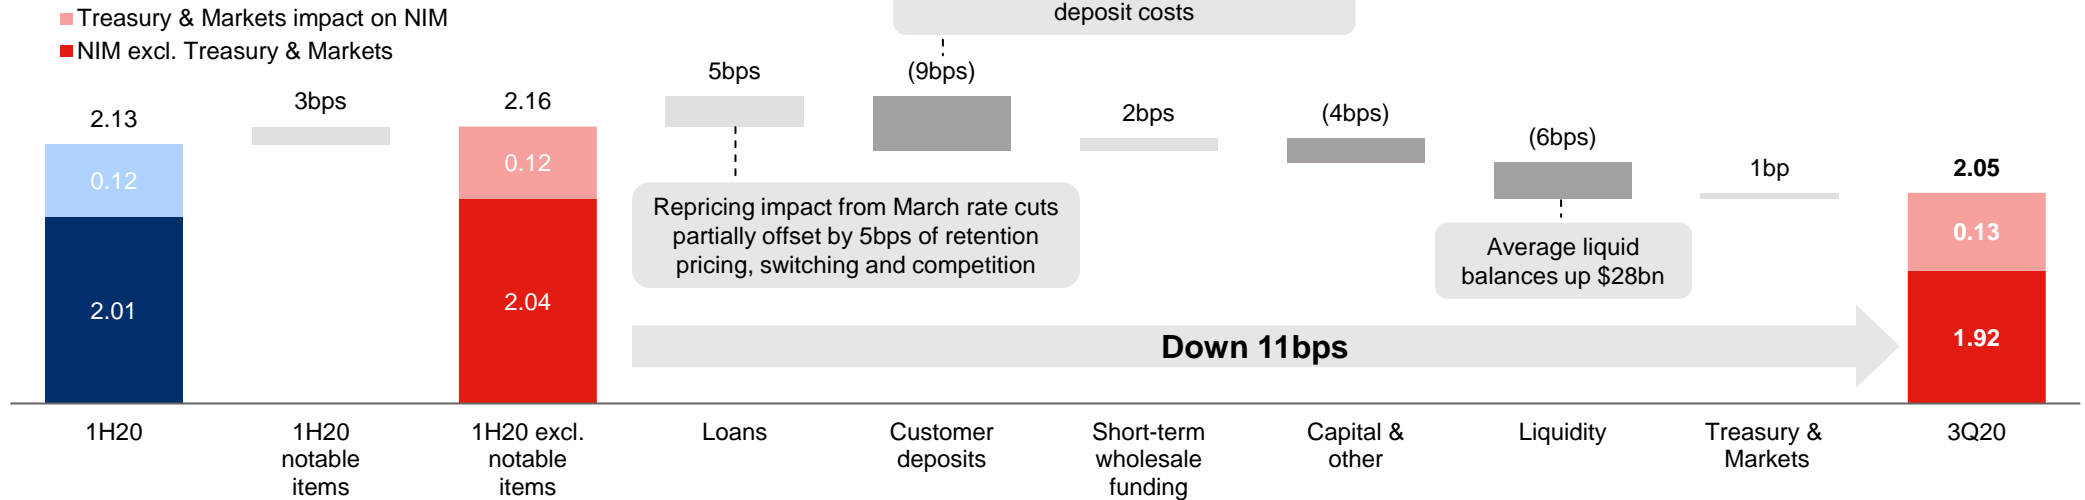 deposit costs
Treasury & Markets impact on NIM
NIM excl. Treasury & Markets
2.13
3bps
2.16
5bps
(9bps)
2bps
(4bps)
(6bps)
1bp
2.05
0.12
0.12
0.13
2.01
2.04
1.92
Repricing impact from March rate cuts
partially offset by 5bps of retention
pricing, switching and competition
Average liquid
balances up $28bn
Down 11bps
1H20
1H20
notable
items
1H20 excl.
notable
items
Loans
Customer
deposits
Short-term
wholesale
funding
Capital &
other
Liquidity
Treasury &
Markets
3Q20